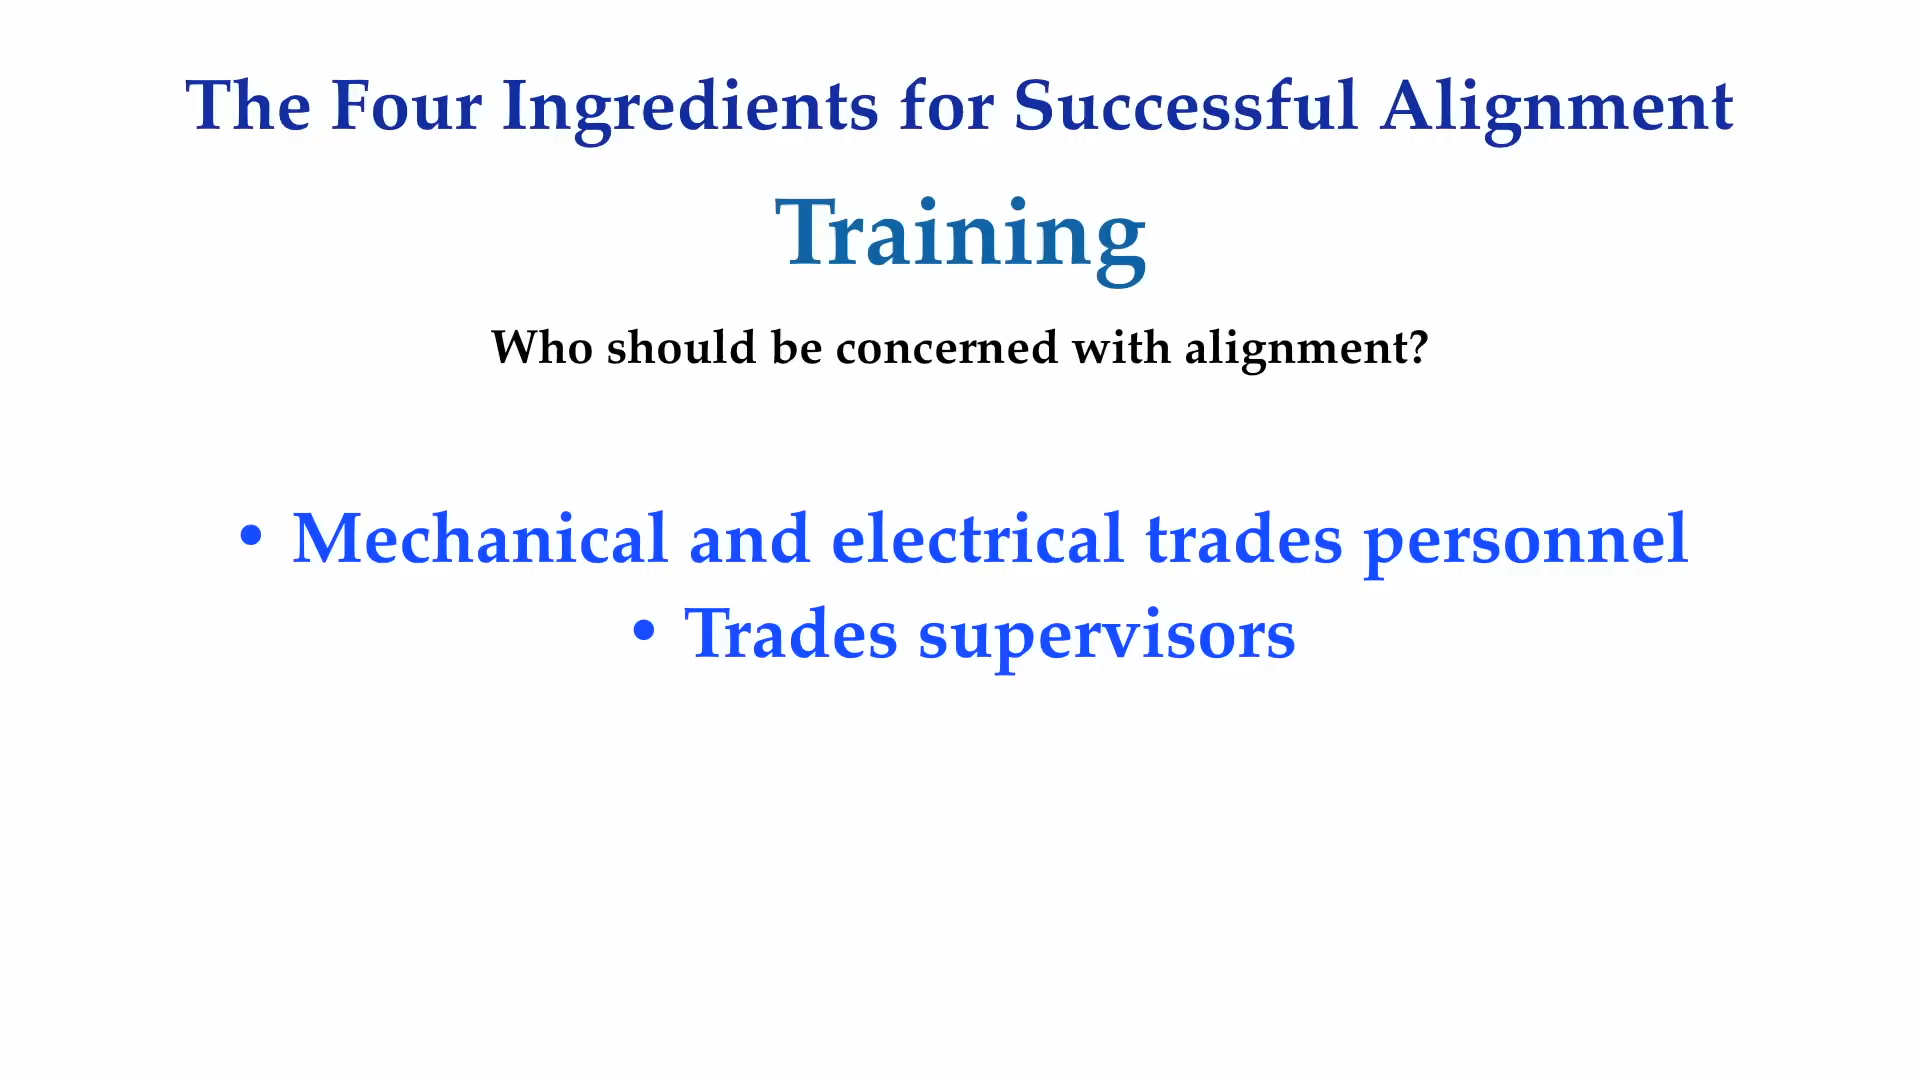 The Four Ingredients for Successful Alignment
Training
Who should be concerned with alignment?
• Mechanical and electrical trades personnel
• Trades supervisors